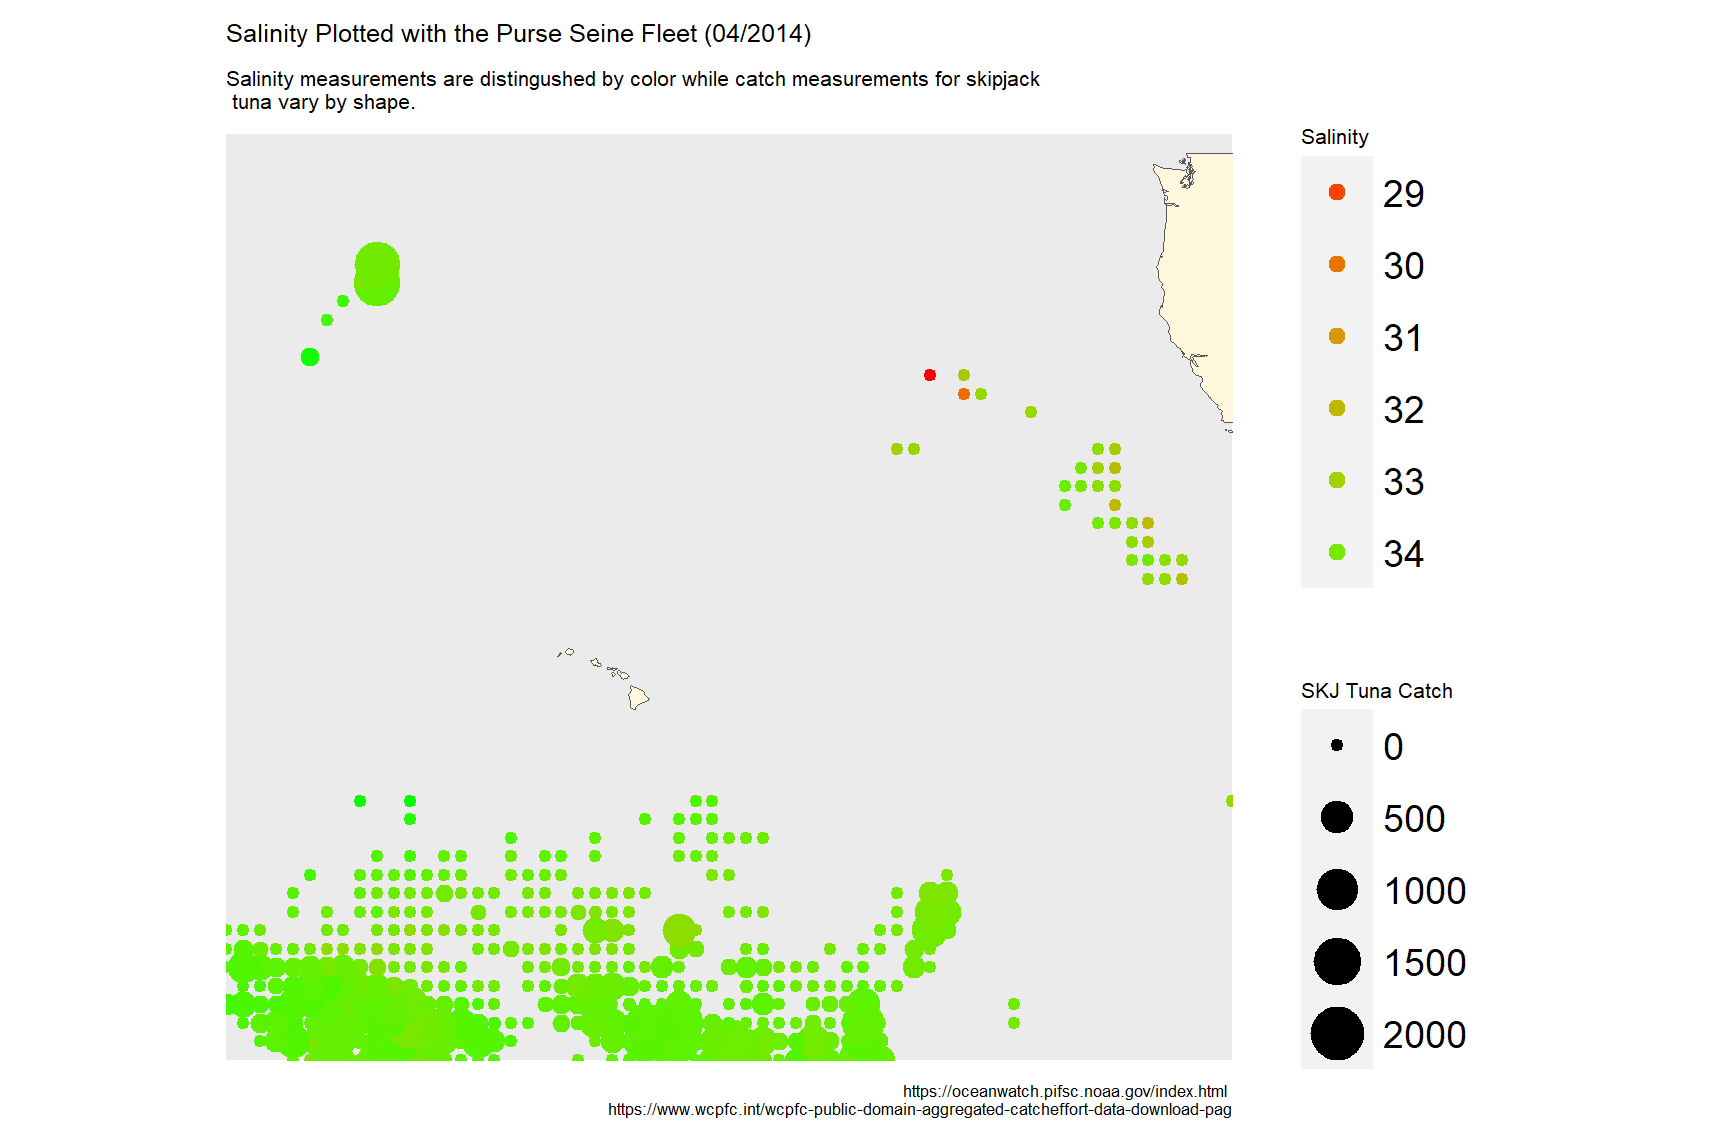 Salinity Plotted with the Purse Seine Fleet (04/2014)
Salinity measurements are distingushed by color while catch measurements for skipjack
tuna vary by shape.
Salinity
29
30
31
32
33
34
SKJ Tuna Catch
0
500
1000
1500
2000
https://oceanwatch.pifsc.noaa.gov/index.html
https://www.wcpfc.int/wcpfc-public-domain-aggregated-catcheffort-data-download-pag